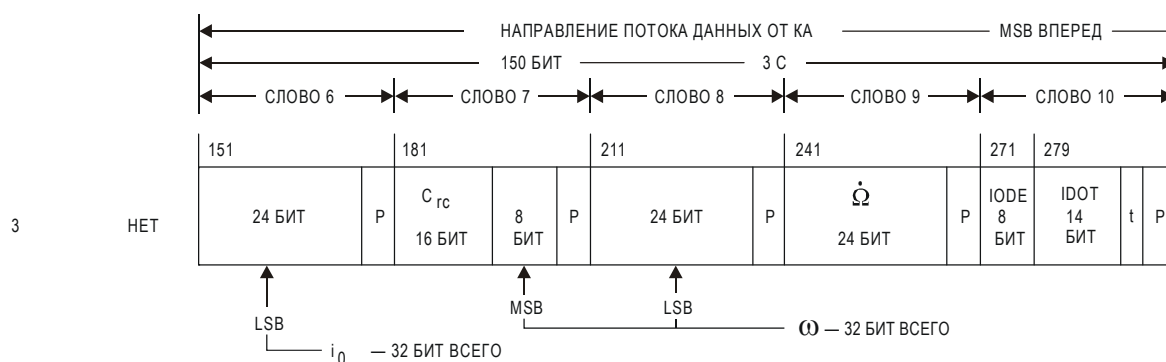 НАПРАВЛЕНИЕ ПОТОКА ДАННЫХ ОТ КА MSB ВПЕРЕД
150 БИТ 3 С
СЛОВО 6 СЛОВО 7 СЛОВО 8 СЛОВО 9 СЛОВО 10
151 181 211 241 271 279
3 НЕТ
24 БИТ P
C rc
16 БИТ
8
БИТ
P
24 БИТ P
Ω̇
24 БИТ
P
IODE
8
БИТ
IDOT
14
БИТ
t P
LSB MSB LSB
i0 — 32 БИТ ВСЕГО
ω — 32 БИТ ВСЕГО